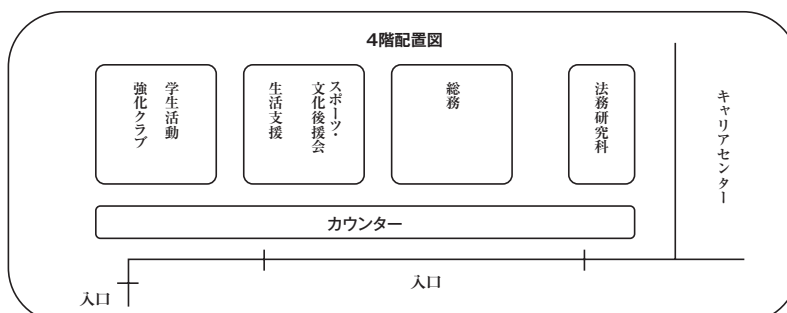 4階配置図
学生活動
強化クラブ
スポーツ・
文化後援会
生活支援
総務
法務研究科
キャリアセンター
カウンター
入口
入口